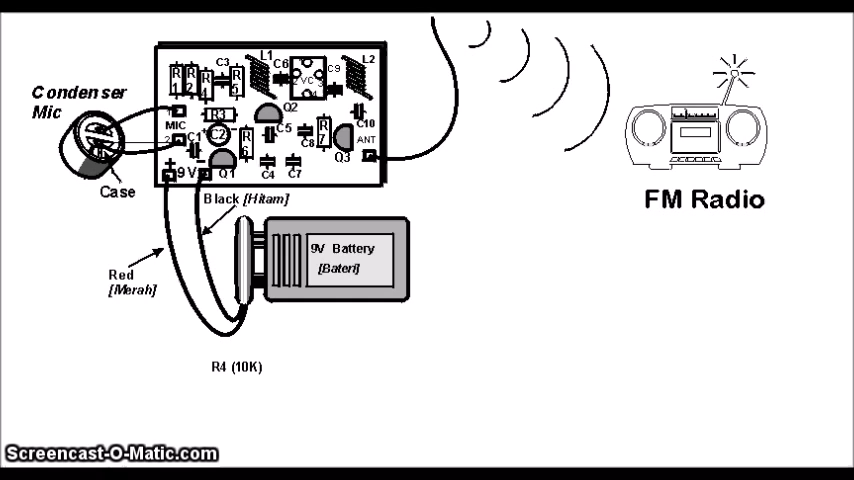 Condenser
Mic
Case
R1
R2
R4
C3
R5
L1
C6
VC
C9
L2
R3
Q2
MIC
C1
C2
R6
C5
C8
R7
Q3
C10
ANT
+ 9V -
Q1
C4
C7
Black [Hitam]
Red
[Merah]
9V Battery
[Bateri]
R4 (10K)
FM Radio
Screencast-O-Matic.com